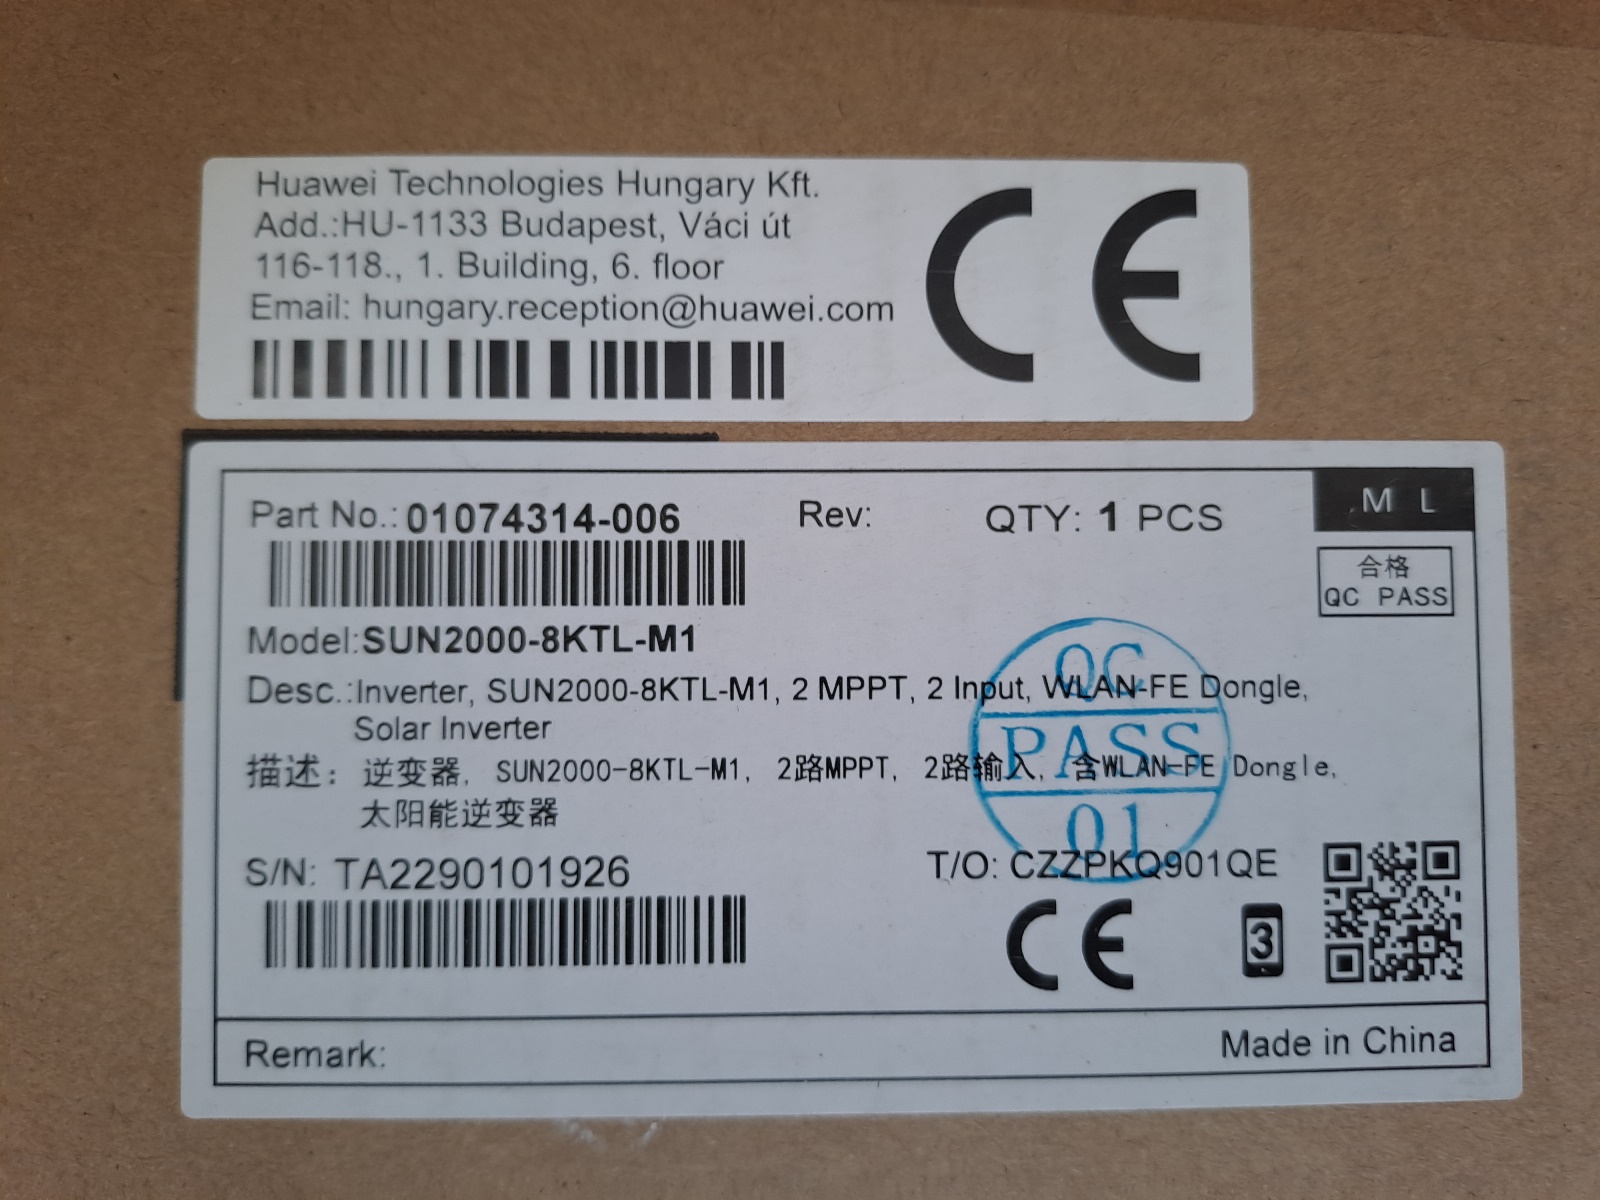 Huawei Technologies Hungary Kft.
Add.:HU-1133 Budapest, Váci út
116-118., 1. Building, 6. floor
Email: hungary.reception@huawei.com
CE
Part No.: 01074314-006 Rev: QTY: 1 PCS
M L
合格
QC PASS
Model:SUN2000-8KTL-M1
Desc.:Inverter, SUN2000-8KTL-M1, 2 MPPT, 2 Input, WLAN-FE Dongle,
Solar Inverter
描述: 逆变器, SUN2000-8KTL-M1, 2路MPPT, 2路输入, 含WLAN-FE Dongle,
太阳能逆变器
QC
PASS
01
S/N: TA2290101926 T/O: CZZPKQ901QE
CE 3
Remark: Made in China